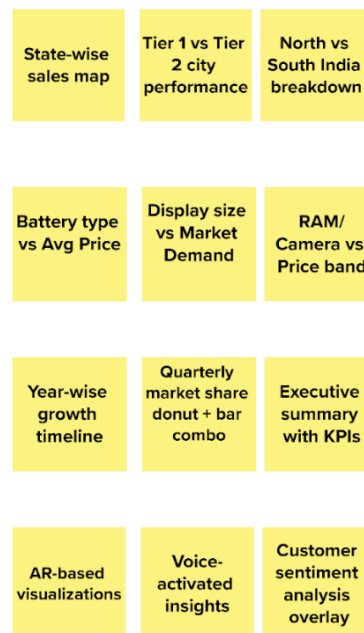 State-wise
sales map
Tier 1 vs Tier
2 city
performance
North vs
South India
breakdown
Battery type
vs Avg Price
Display size
vs Market
Demand
RAM/
Camera vs
Price band
Year-wise
growth
timeline
Quarterly
market share
donut + bar
combo
Executive
summary
with KPIs
AR-based
visualizations
Voice-
activated
insights
Customer
sentiment
analysis
overlay